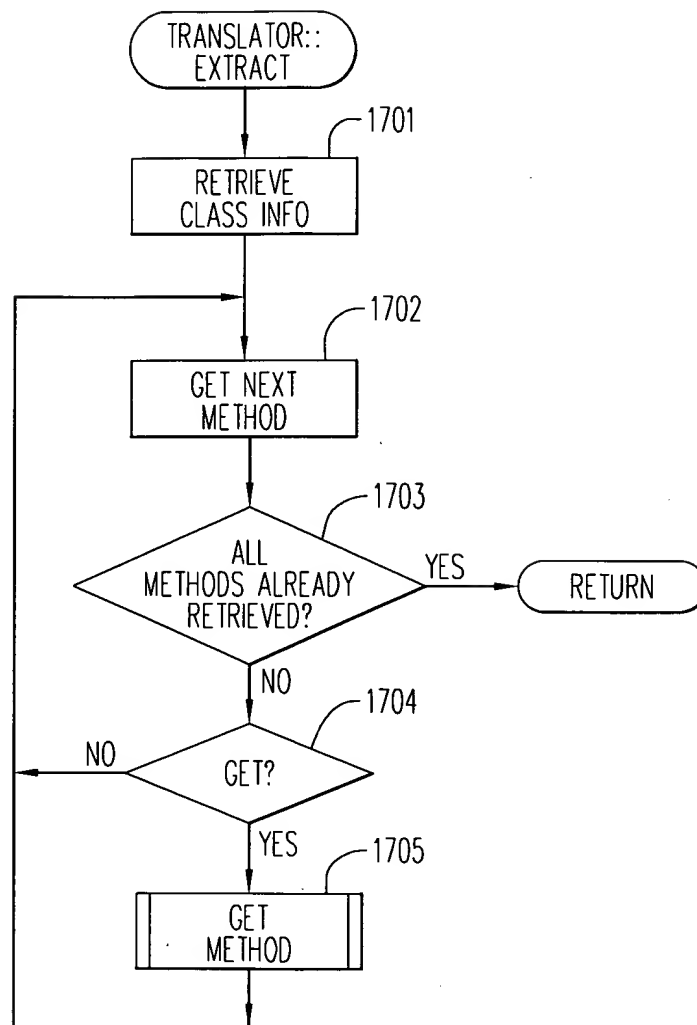 TRANSLATOR::
EXTRACT
1701
RETRIEVE
CLASS INFO
1702
GET NEXT
METHOD
1703
ALL
METHODS ALREADY
RETRIEVED?
YES
RETURN
NO
1704
GET?
NO
YES
1705
GET
METHOD